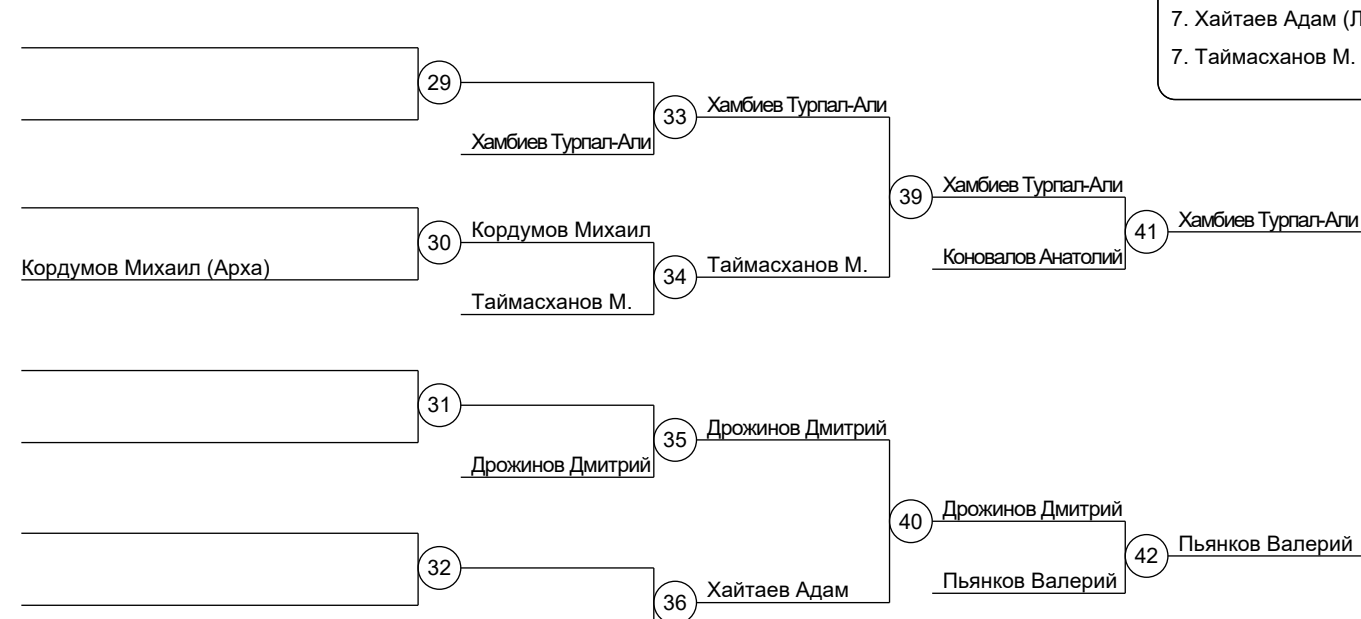 7. Хайтаев Адам (Л
7. Таймасханов М.
29
33
Хамбиев Турпал-Али
Хамбиев Турпал-Али
39
Хамбиев Турпал-Али
41
Хамбиев Турпал-Али
30
Кордумов Михаил
Коновалов Анатолий
Кордумов Михаил (Арха)
34
Таймасханов М.
Таймасханов М.
31
35
Дрожинов Дмитрий
Дрожинов Дмитрий
40
Дрожинов Дмитрий
42
Пьянков Валерий
32
Пьянков Валерий
36
Хайтаев Адам